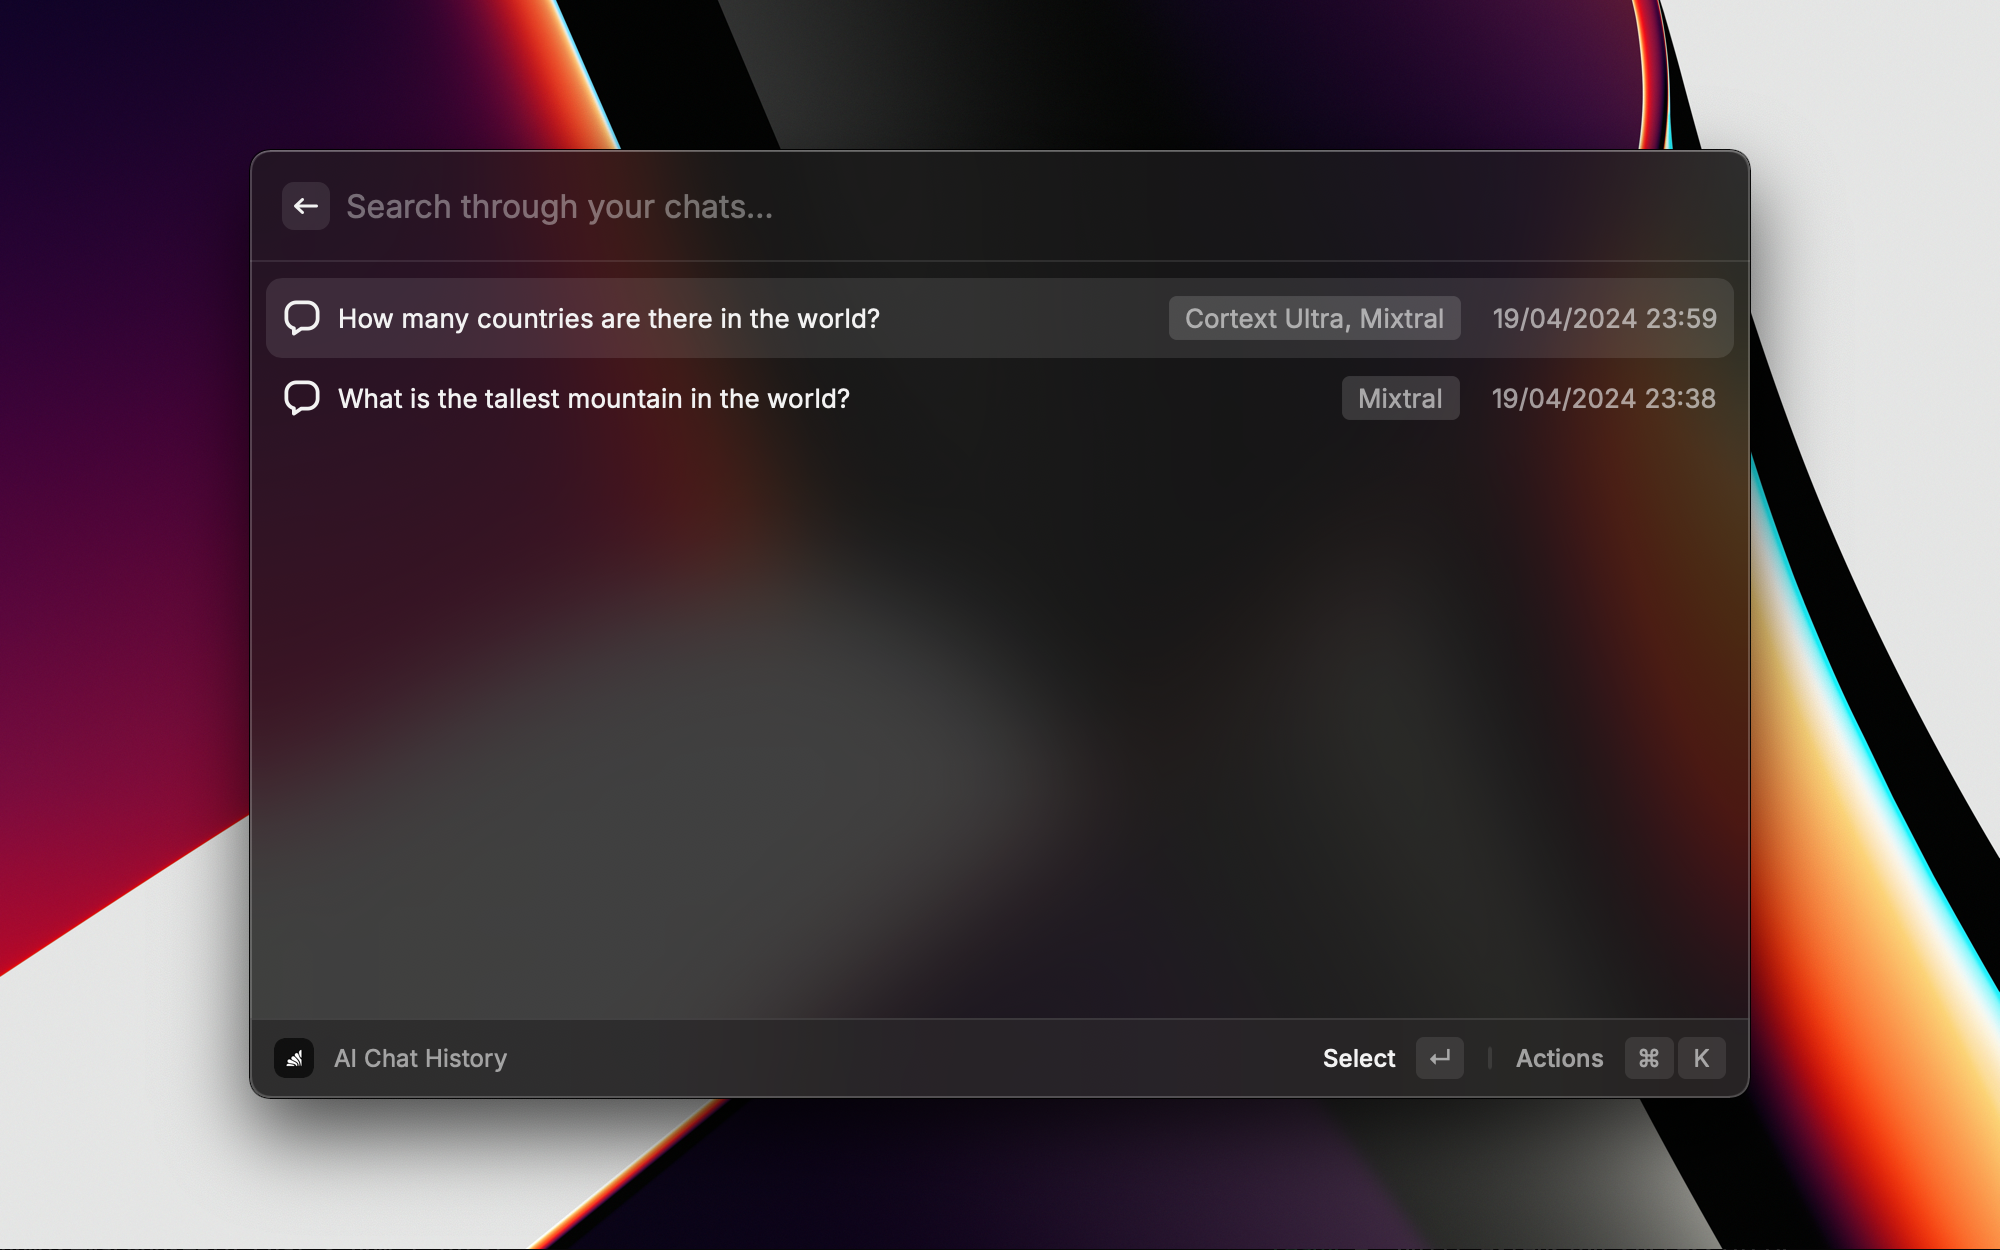 Search through your chats...
How many countries are there in the world? Cortext Ultra, Mixtral 19/04/2024 23:59
What is the tallest mountain in the world? Mixtral 19/04/2024 23:38
AI Chat History Select Actions ⌘ K